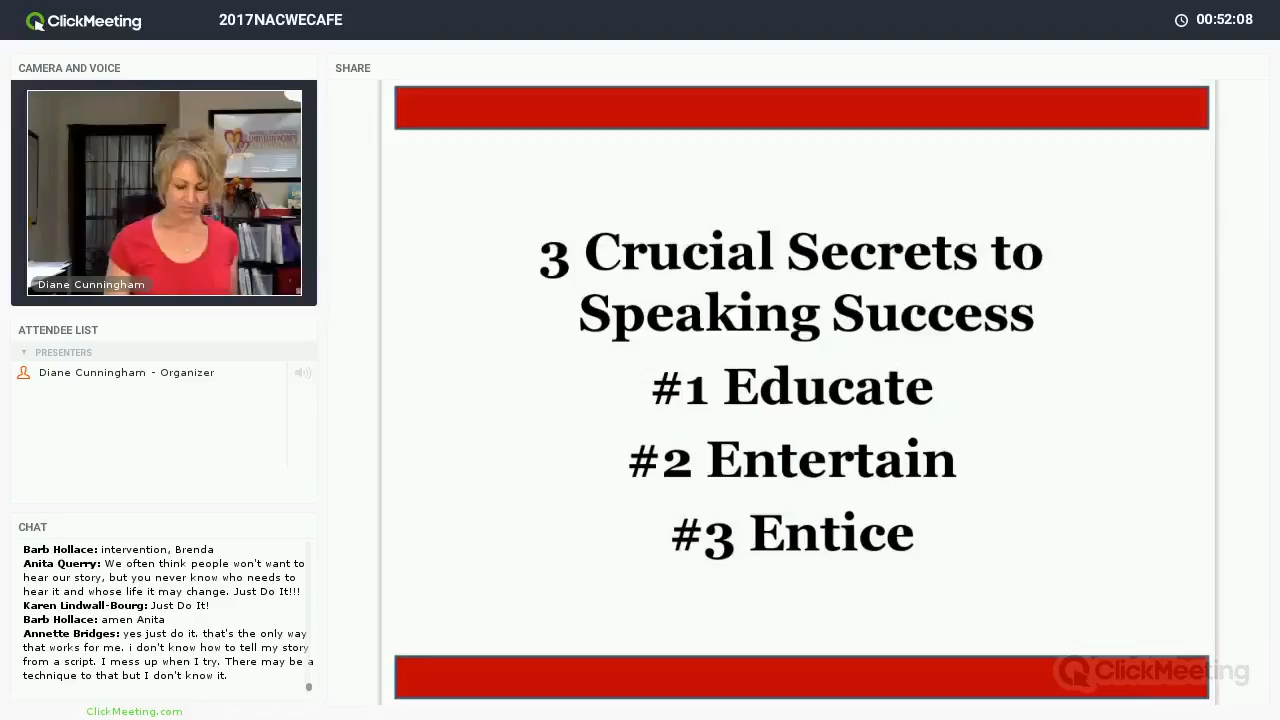 ClickMeeting
2017NACWECAFE
00:52:08
CAMERA AND VOICE
Diane Cunningham
ATTENDEE LIST
PRESENTERS
Diane Cunningham - Organizer
CHAT
Barb Hollace: intervention, Brenda
Anita Querry: We often think people won't want to
hear our story, but you never know who needs to
hear it and whose life it may change. Just Do It!!!
Karen Lindwall-Bourg: Just Do It!
Barb Hollace: amen Anita
Annette Bridges: yes just do it. that's the only way
that works for me. i don't know how to tell my story
from a script. I mess up when I try. There may be a
technique to that but I don't know it.
ClickMeeting.com
SHARE
3 Crucial Secrets to
Speaking Success
#1 Educate
#2 Entertain
#3 Entice
ClickMeeting